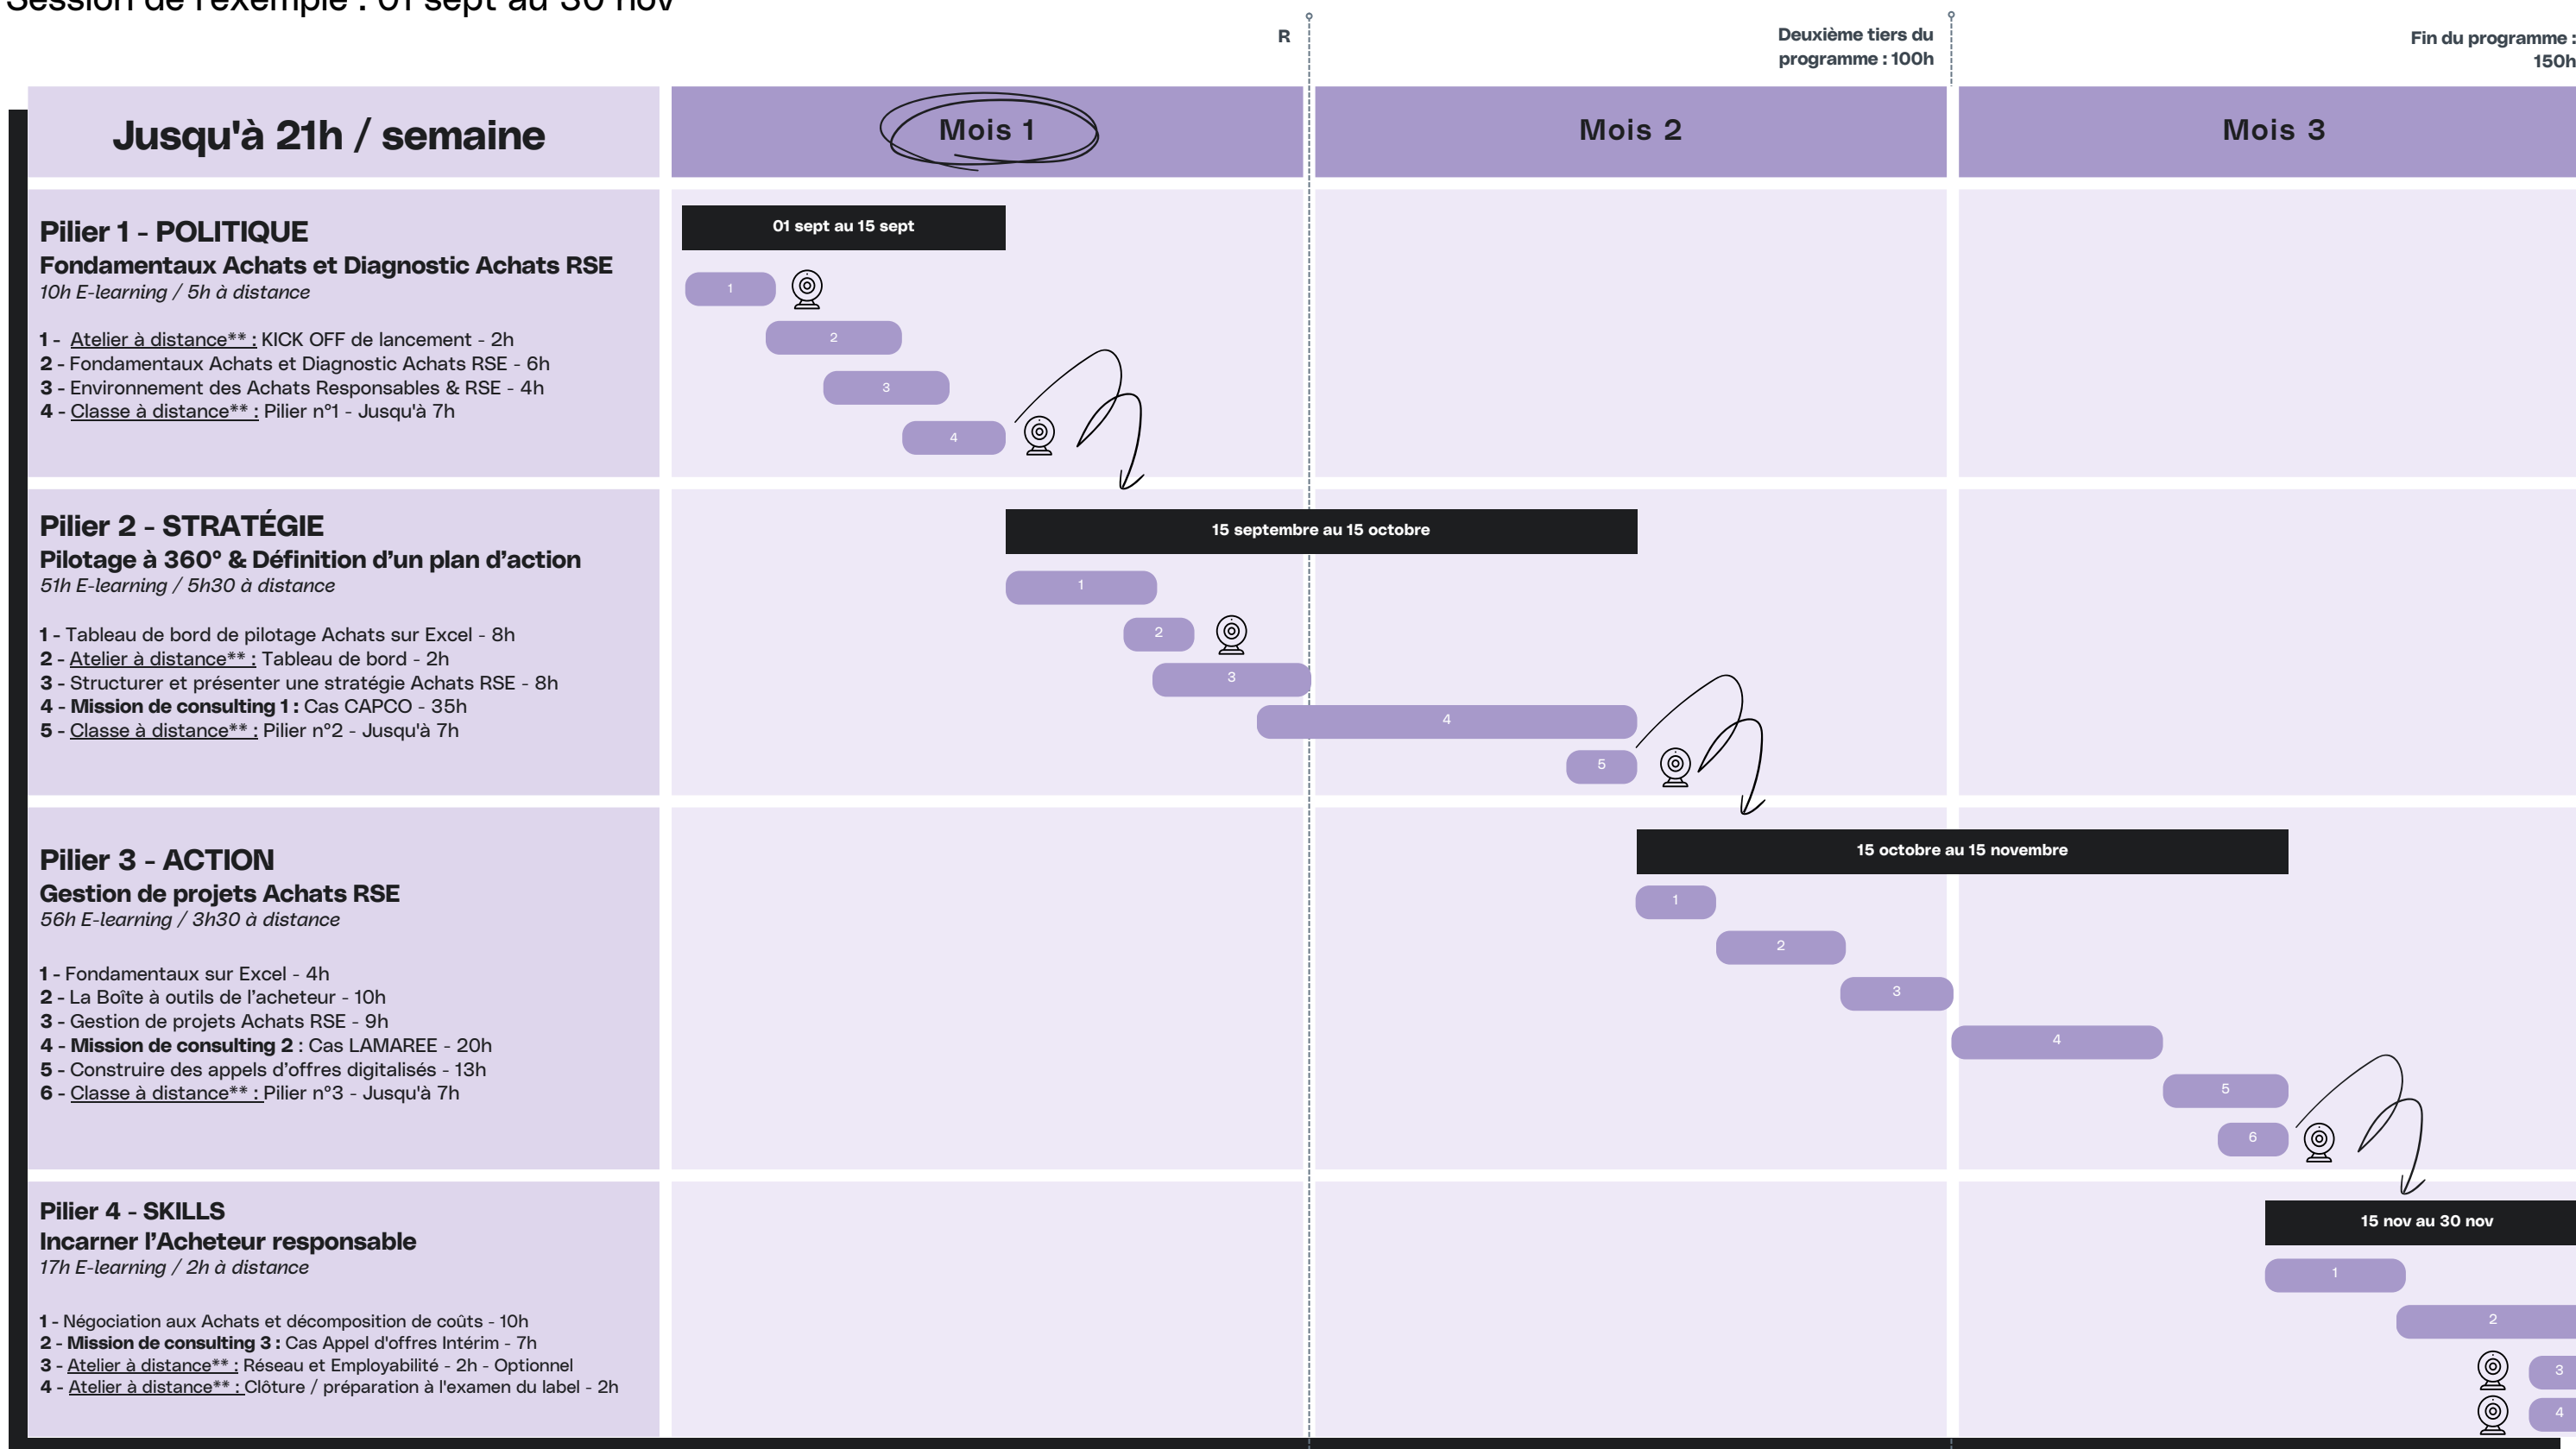 Session de l'exemple : 01 sept au 30 nov
R
Deuxième tiers du
programme : 100h
Fin du programme :
150h
Jusqu'à 21h / semaine
Mois 1
Mois 2
Mois 3
Pilier 1 - POLITIQUE
Fondamentaux Achats et Diagnostic Achats RSE
10h E-learning / 5h à distance
1 - Atelier à distance** : KICK OFF de lancement - 2h
2 - Fondamentaux Achats et Diagnostic Achats RSE - 6h
3 - Environnement des Achats Responsables & RSE - 4h
4 - Classe à distance** : Pilier n°1 - Jusqu'à 7h
01 sept au 15 sept
1
2
3
4
Pilier 2 - STRATÉGIE
Pilotage à 360° & Définition d’un plan d’action
51h E-learning / 5h30 à distance
1 - Tableau de bord de pilotage Achats sur Excel - 8h
2 - Atelier à distance** : Tableau de bord - 2h
3 - Structurer et présenter une stratégie Achats RSE - 8h
4 - Mission de consulting 1 : Cas CAPCO - 35h
5 - Classe à distance** : Pilier n°2 - Jusqu'à 7h
15 septembre au 15 octobre
1
2
3
4
5
Pilier 3 - ACTION
Gestion de projets Achats RSE
56h E-learning / 3h30 à distance
1 - Fondamentaux sur Excel - 4h
2 - La Boîte à outils de l’acheteur - 10h
3 - Gestion de projets Achats RSE - 9h
4 - Mission de consulting 2 : Cas LAMAREE - 20h
5 - Construire des appels d’offres digitalisés - 13h
6 - Classe à distance** : Pilier n°3 - Jusqu'à 7h
15 octobre au 15 novembre
1
2
3
4
5
6
Pilier 4 - SKILLS
Incarner l’Acheteur responsable
17h E-learning / 2h à distance
1 - Négociation aux Achats et décomposition de coûts - 10h
2 - Mission de consulting 3 : Cas Appel d'offres Intérim - 7h
3 - Atelier à distance** : Réseau et Employabilité - 2h - Optionnel
4 - Atelier à distance** : Clôture / préparation à l'examen du label - 2h
15 nov au 30 nov
1
2
3
4